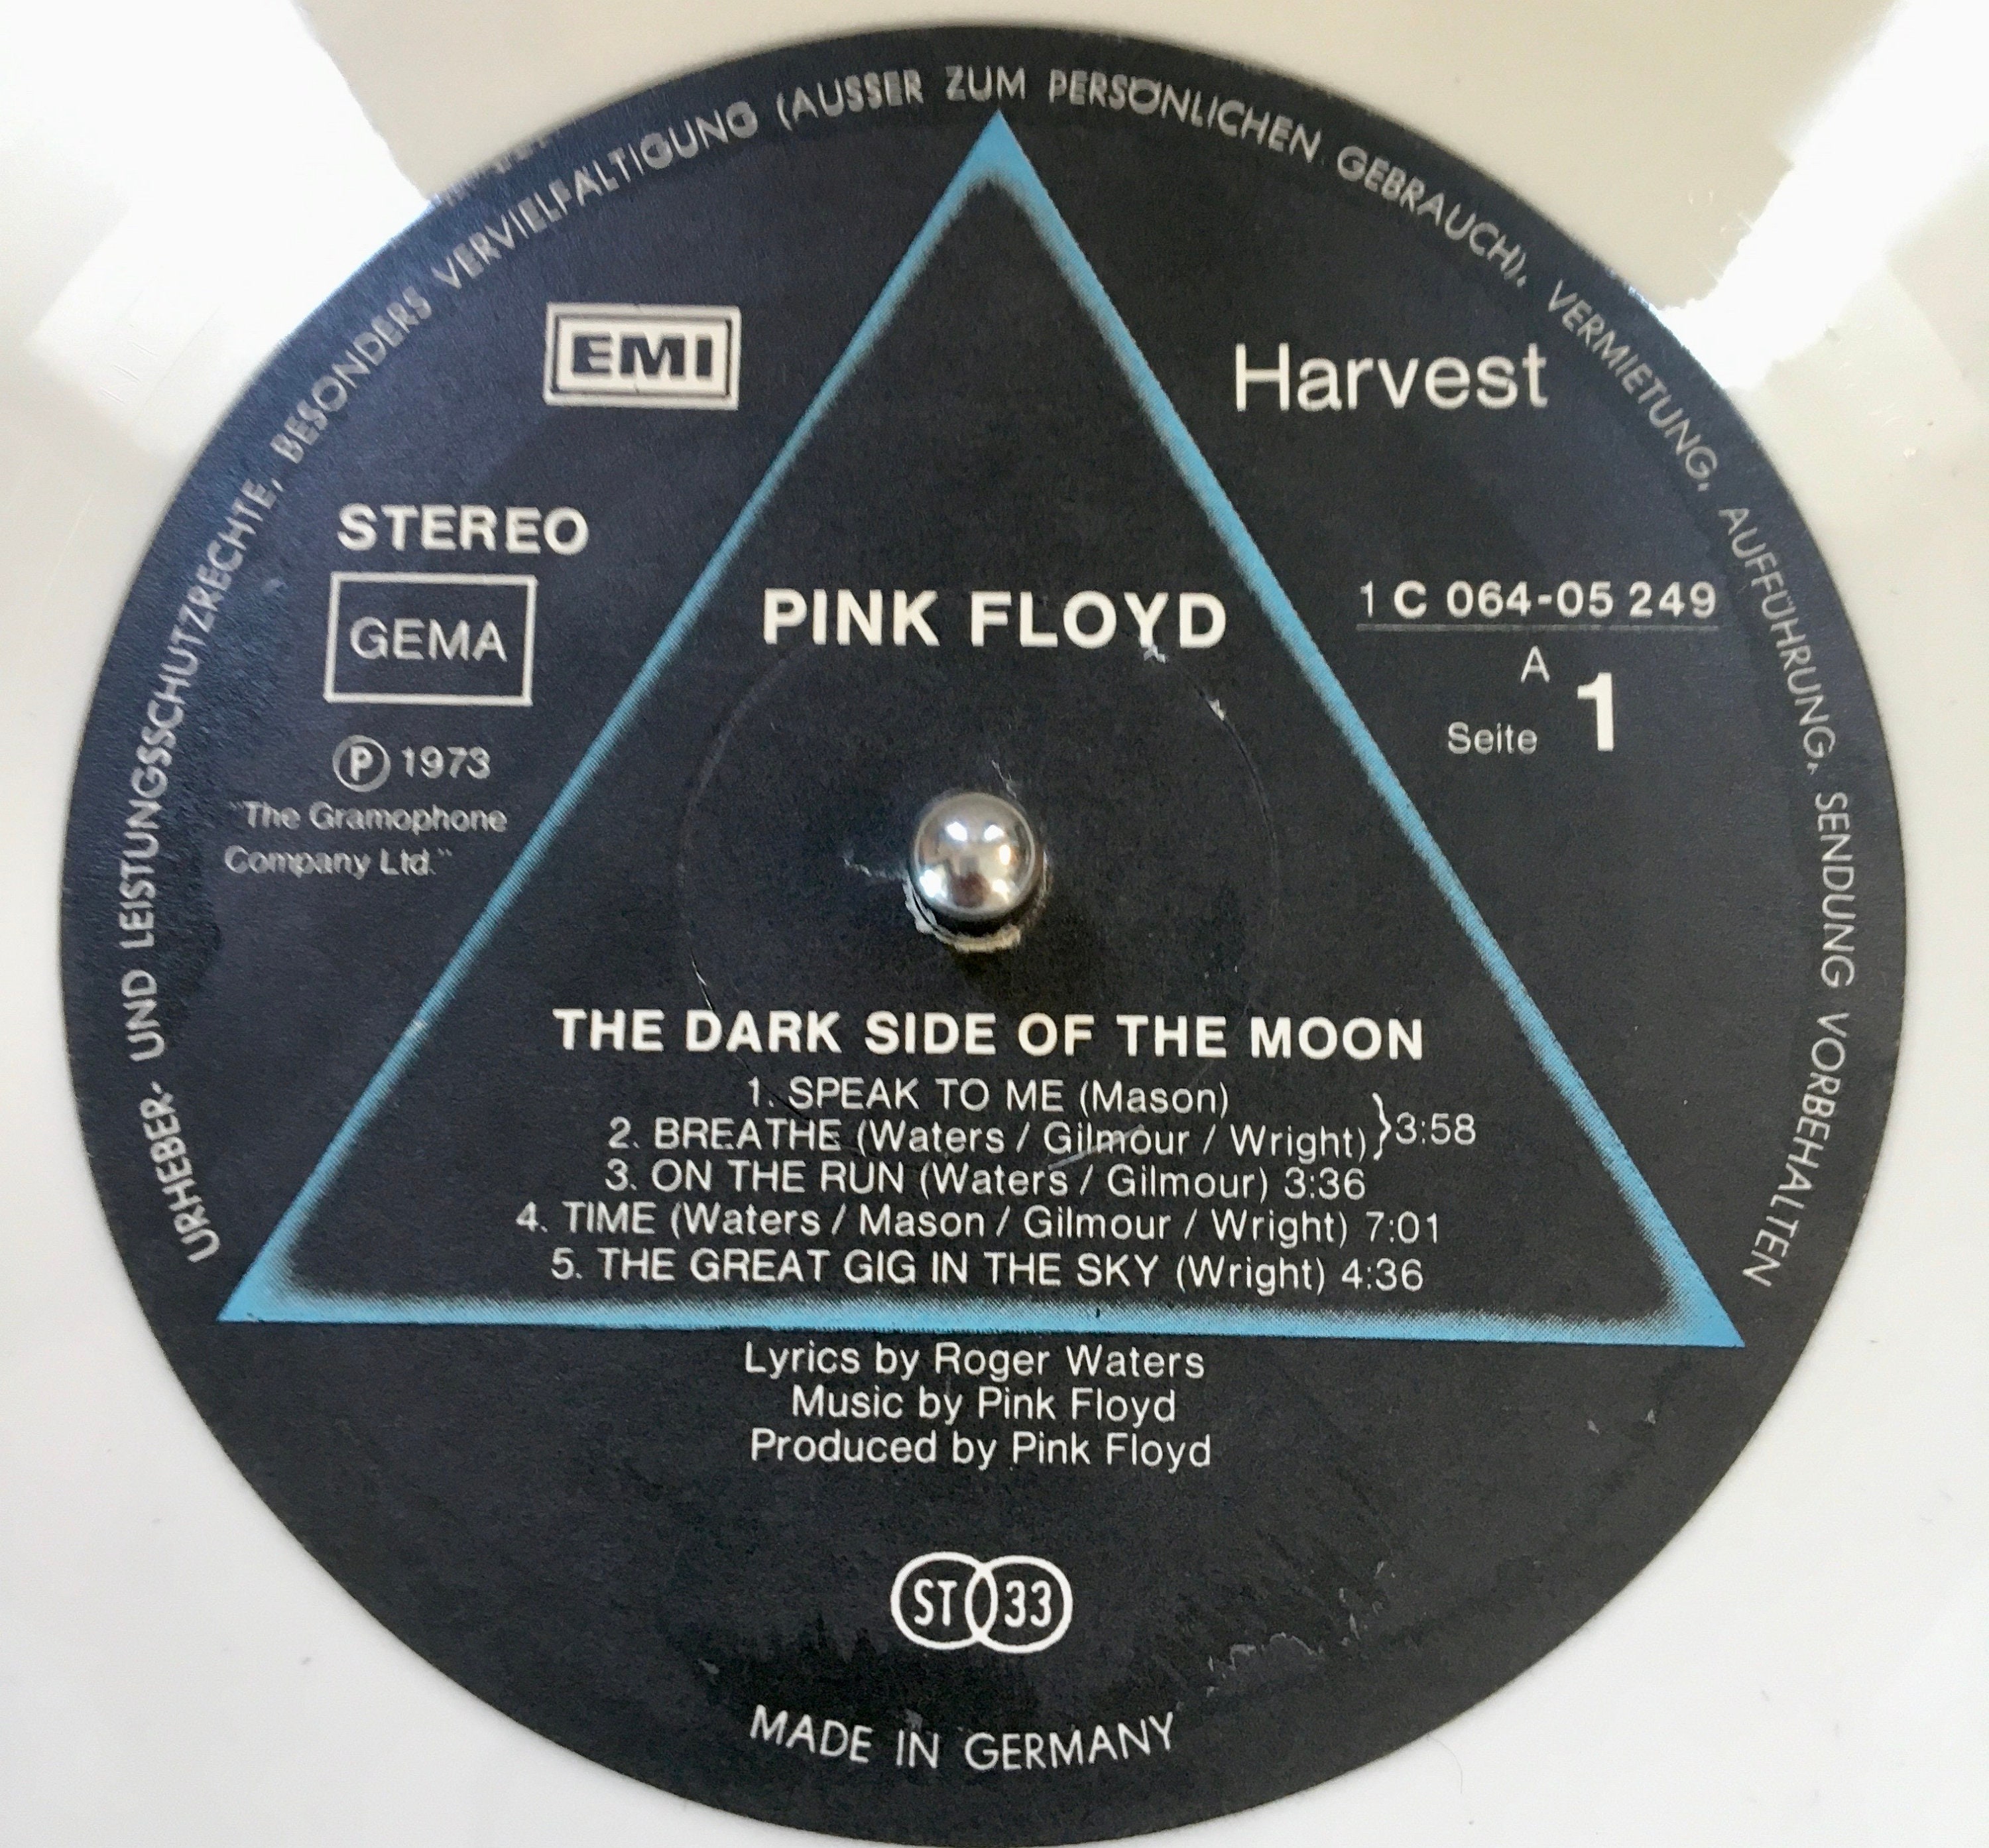 URHEBER- UND LEISTUNGSSCHUTZRECHTE, BESONDERS VERVIELFÄLTIGUNG (AUSSER ZUM PERSÖNLICHEN GEBRAUCH), VERMIETUNG, AUFFÜHRUNG, SENDUNG VORBEHALTEN
EMI
Harvest
STEREO
GEMA
Ⓟ 1973
"The Gramophone
Company Ltd."
PINK FLOYD
1 C 064-05 249
A
Seite 1
THE DARK SIDE OF THE MOON
1. SPEAK TO ME (Mason)
2. BREATHE (Waters / Gilmour / Wright) }3:58
3. ON THE RUN (Waters / Gilmour) 3:36
4. TIME (Waters / Mason / Gilmour / Wright) 7:01
5. THE GREAT GIG IN THE SKY (Wright) 4:36
Lyrics by Roger Waters
Music by Pink Floyd
Produced by Pink Floyd
ST 33
MADE IN GERMANY